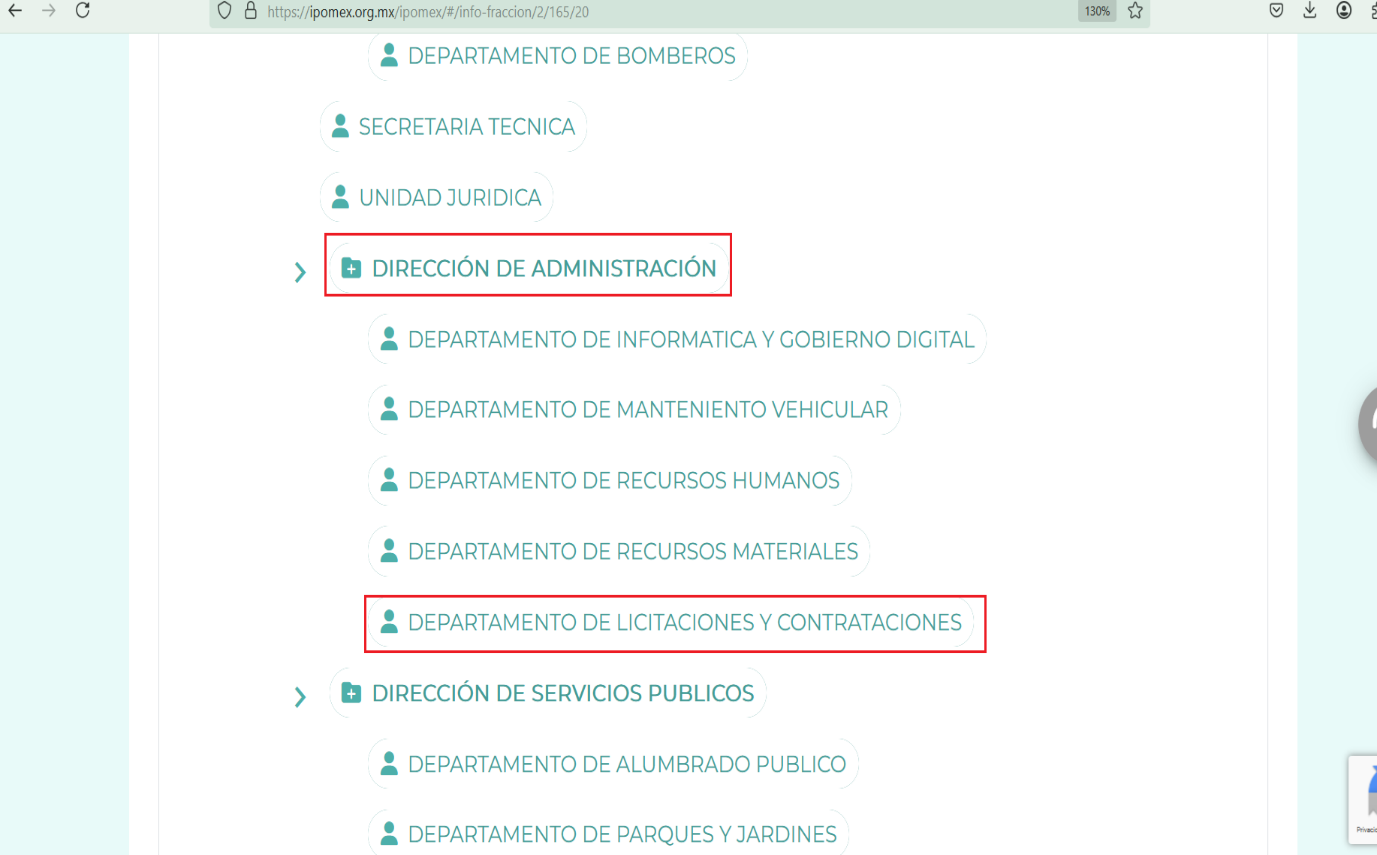 https://ipomex.org.mx/ipomex/#/info-fraccion/2/165/20
130%
DEPARTAMENTO DE BOMBEROS
SECRETARIA TECNICA
UNIDAD JURIDICA
DIRECCIÓN DE ADMINISTRACIÓN
DEPARTAMENTO DE INFORMATICA Y GOBIERNO DIGITAL
DEPARTAMENTO DE MANTENIENTO VEHICULAR
DEPARTAMENTO DE RECURSOS HUMANOS
DEPARTAMENTO DE RECURSOS MATERIALES
DEPARTAMENTO DE LICITACIONES Y CONTRATACIONES
DIRECCIÓN DE SERVICIOS PUBLICOS
DEPARTAMENTO DE ALUMBRADO PUBLICO
DEPARTAMENTO DE PARQUES Y JARDINES